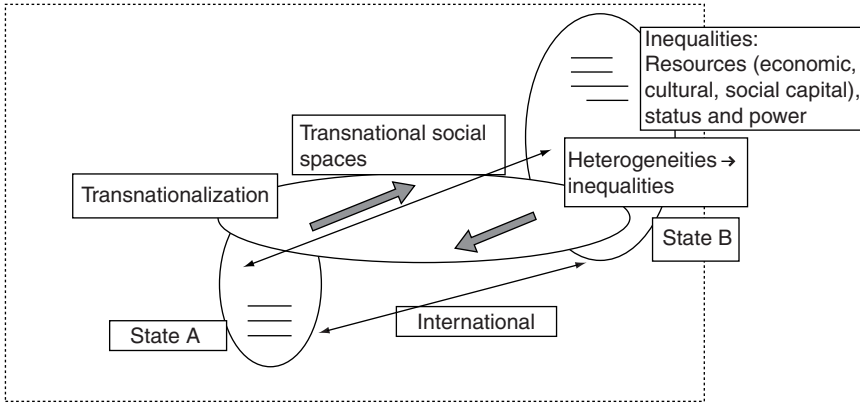 Inequalities:
Resources (economic,
cultural, social capital),
status and power
Transnational social
spaces
Heterogeneities →
inequalities
Transnationalization
State B
International
State A